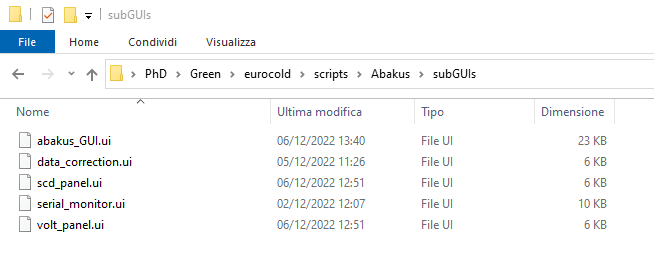 subGUIs
File Home Condividi Visualizza
PhD Green eurocold scripts Abakus subGUIs
Nome Ultima modifica Tipo Dimensione
abakus_GUI.ui 06/12/2022 13:40 File UI 23 KB
data_correction.ui 05/12/2022 11:26 File UI 6 KB
scd_panel.ui 06/12/2022 12:51 File UI 6 KB
serial_monitor.ui 02/12/2022 12:07 File UI 10 KB
volt_panel.ui 06/12/2022 12:51 File UI 6 KB